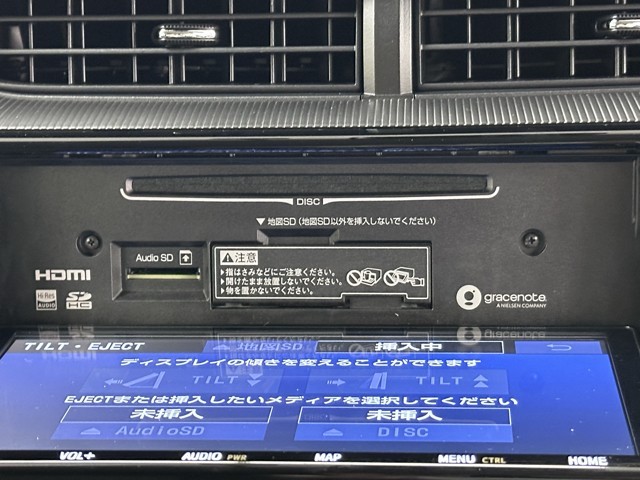 DISC
▼地図SD(地図SD以外を挿入しないでください)
Audio SD
⚠注意
▶指はさみなどにご注意ください。
▶開けたまま放置しないでください。
▶物を置かないでください。
HDMI
Hi-Res
AUDIO
SD
HC
gracenote
A NIELSEN COMPANY
TILT・EJECT
地図SD
挿入中
ディスプレイの傾きを変えることができます
TILT
TILT
EJECTまたは挿入したいメディアを選択してください
未挿入
未挿入
AudioSD
DISC
VOL+
AUDIO PWR
MAP
MENU CTRL
HOME